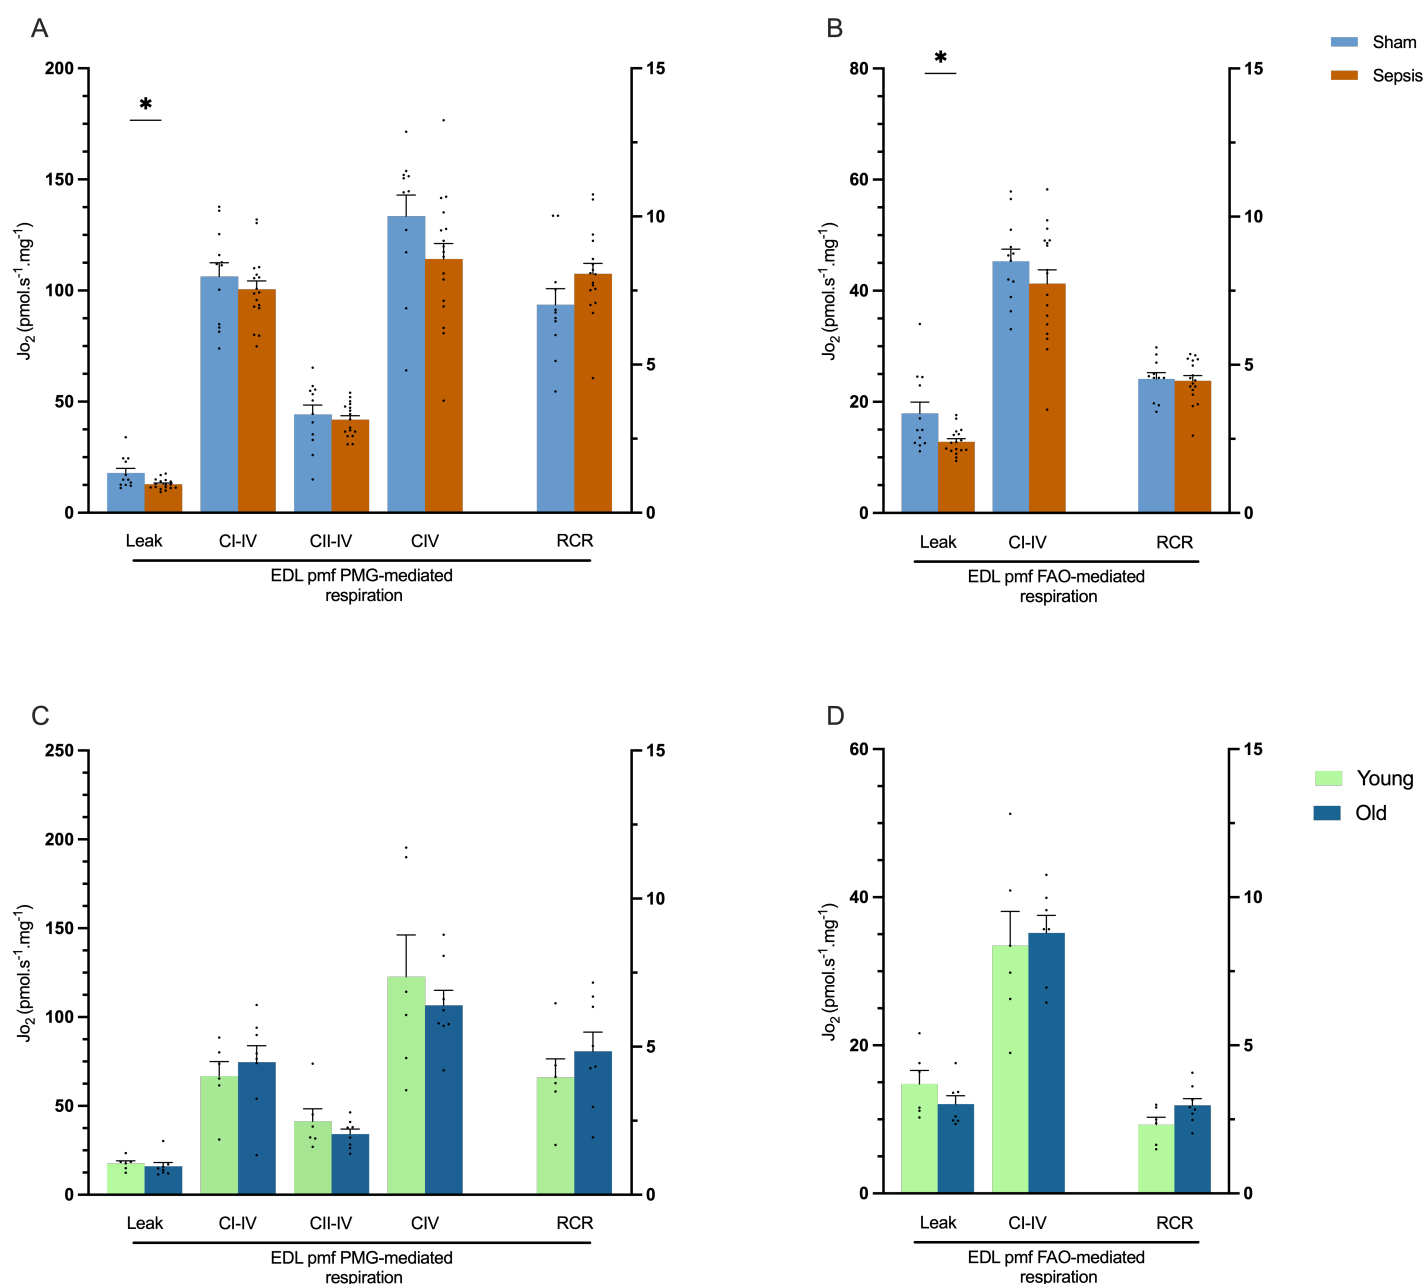 A
B
Sham
Sepsis
*
*
200
150
100
50
0
15
10
5
0
Jo2 (pmol.s-1.mg-1)
Leak CI-IV CII-IV CIV RCR
EDL pmf PMG-mediated
respiration
80
60
40
20
0
15
10
5
0
Jo2 (pmol.s-1.mg-1)
Leak CI-IV RCR
EDL pmf FAO-mediated
respiration
C
D
Young
Old
250
200
150
100
50
0
15
10
5
0
Jo2 (pmol.s-1.mg-1)
Leak CI-IV CII-IV CIV RCR
EDL pmf PMG-mediated
respiration
60
40
20
0
15
10
5
0
Jo2 (pmol.s-1.mg-1)
Leak CI-IV RCR
EDL pmf FAO-mediated
respiration